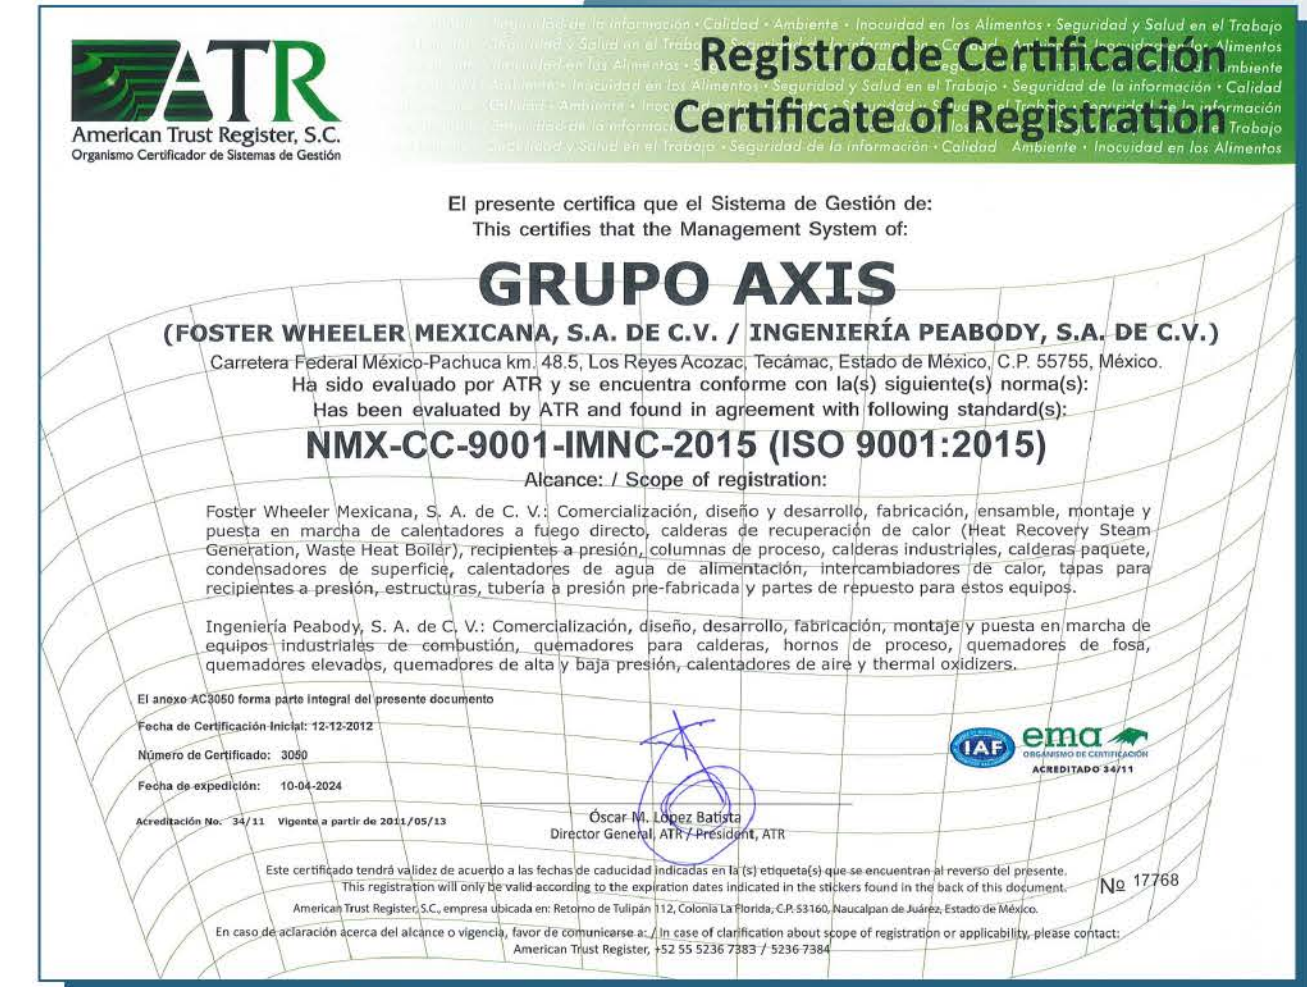 ATR
American Trust Register, S.C.
Organismo Certificador de Sistemas de Gestión
Registro de Certificación
Certificate of Registration
El presente certifica que el Sistema de Gestión de:
This certifies that the Management System of:
GRUPO AXIS
(FOSTER WHEELER MEXICANA, S.A. DE C.V. / INGENIERÍA PEABODY, S.A. DE C.V.)
Carretera Federal México-Pachuca km. 48.5, Los Reyes Acozac, Tecámac, Estado de México, C.P. 55755, México.
Ha sido evaluado por ATR y se encuentra conforme con la(s) siguiente(s) norma(s):
Has been evaluated by ATR and found in agreement with following standard(s):
NMX-CC-9001-IMNC-2015 (ISO 9001:2015)
Alcance: / Scope of registration:
Foster Wheeler Mexicana, S. A. de C. V.: Comercialización, diseño y desarrollo, fabricación, ensamble, montaje y
puesta en marcha de calentadores a fuego directo, calderas de recuperación de calor (Heat Recovery Steam
Generation, Waste Heat Boiler), recipientes a presión, columnas de proceso, calderas industriales, calderas paquete,
condensadores de superficie, calentadores de agua de alimentación, intercambiadores de calor, tapas para
recipientes a presión, estructuras, tubería a presión pre-fabricada y partes de repuesto para estos equipos.
Ingeniería Peabody, S. A. de C. V.: Comercialización, diseño, desarrollo, fabricación, montaje y puesta en marcha de
equipos industriales de combustión, quemadores para calderas, hornos de proceso, quemadores de fosa,
quemadores elevados, quemadores de alta y baja presión, calentadores de aire y thermal oxidizers.
El anexo AC3050 forma parte integral del presente documento
Fecha de Certificación Inicial: 12-12-2012
Número de Certificado: 3050
Fecha de expedición: 10-04-2024
Acreditación No. 34/11 Vigente a partir de 2011/05/13
IAF
ema
ORGANISMO DE CERTIFICACIÓN
ACREDITADO 34/11
Óscar M. López Batista
Director General, ATR / President, ATR
Este certificado tendrá validez de acuerdo a las fechas de caducidad indicadas en la (s) etiqueta(s) que se encuentran al reverso del presente.
This registration will only be valid according to the expiration dates indicated in the stickers found in the back of this document.
Nº 17768
American Trust Register, S.C., empresa ubicada en: Retorno de Tulipán 112, Colonia La Florida, C.P. 53160, Naucalpan de Juárez, Estado de México.
En caso de aclaración acerca del alcance o vigencia, favor de comunicarse a: / In case of clarification about scope of registration or applicability, please contact:
American Trust Register, +52 55 5236 7383 / 5236 7384